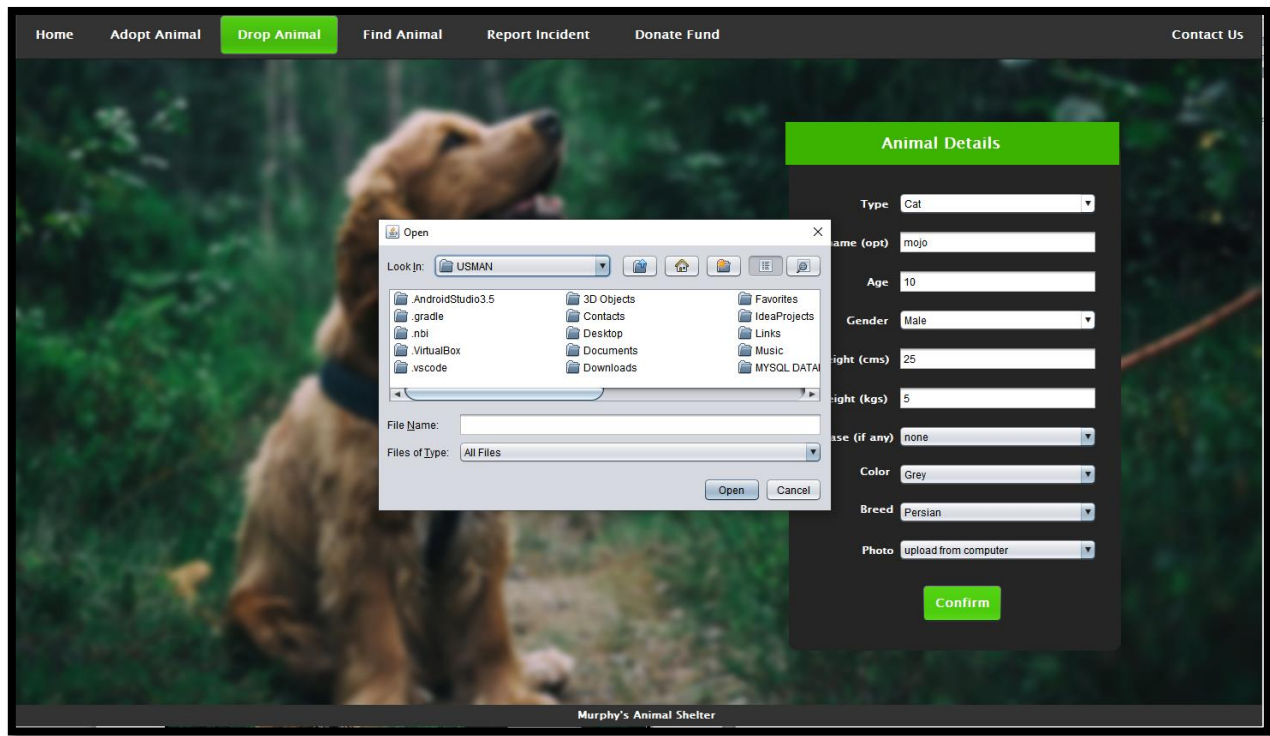 Home Adopt Animal Drop Animal Find Animal Report Incident Donate Fund Contact Us
Animal Details
Type Cat
ame (opt) mojo
Age 10
Gender Male
eight (cms) 25
eight (kgs) 5
ase (if any) none
Color Grey
Breed Persian
Photo upload from computer
Confirm
Open
Look In: USMAN
.AndroidStudio3.5 3D Objects Favorites
.gradle Contacts IdeaProjects
.nbi Desktop Links
.VirtualBox Documents Music
.vscode Downloads MYSQL DATA
File Name:
Files of Type: All Files
Open Cancel
Murphy's Animal Shelter